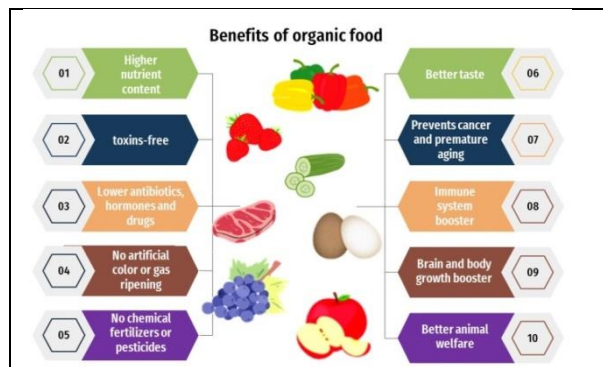 Benefits of organic food
01
Higher
nutrient
content
02
toxins-free
03
Lower antibiotics,
hormones and
drugs
04
No artificial
color or gas
ripening
05
No chemical
fertilizers or
pesticides
Better taste
06
Prevents cancer
and premature
aging
07
Immune
system
booster
08
Brain and body
growth booster
09
Better animal
welfare
10